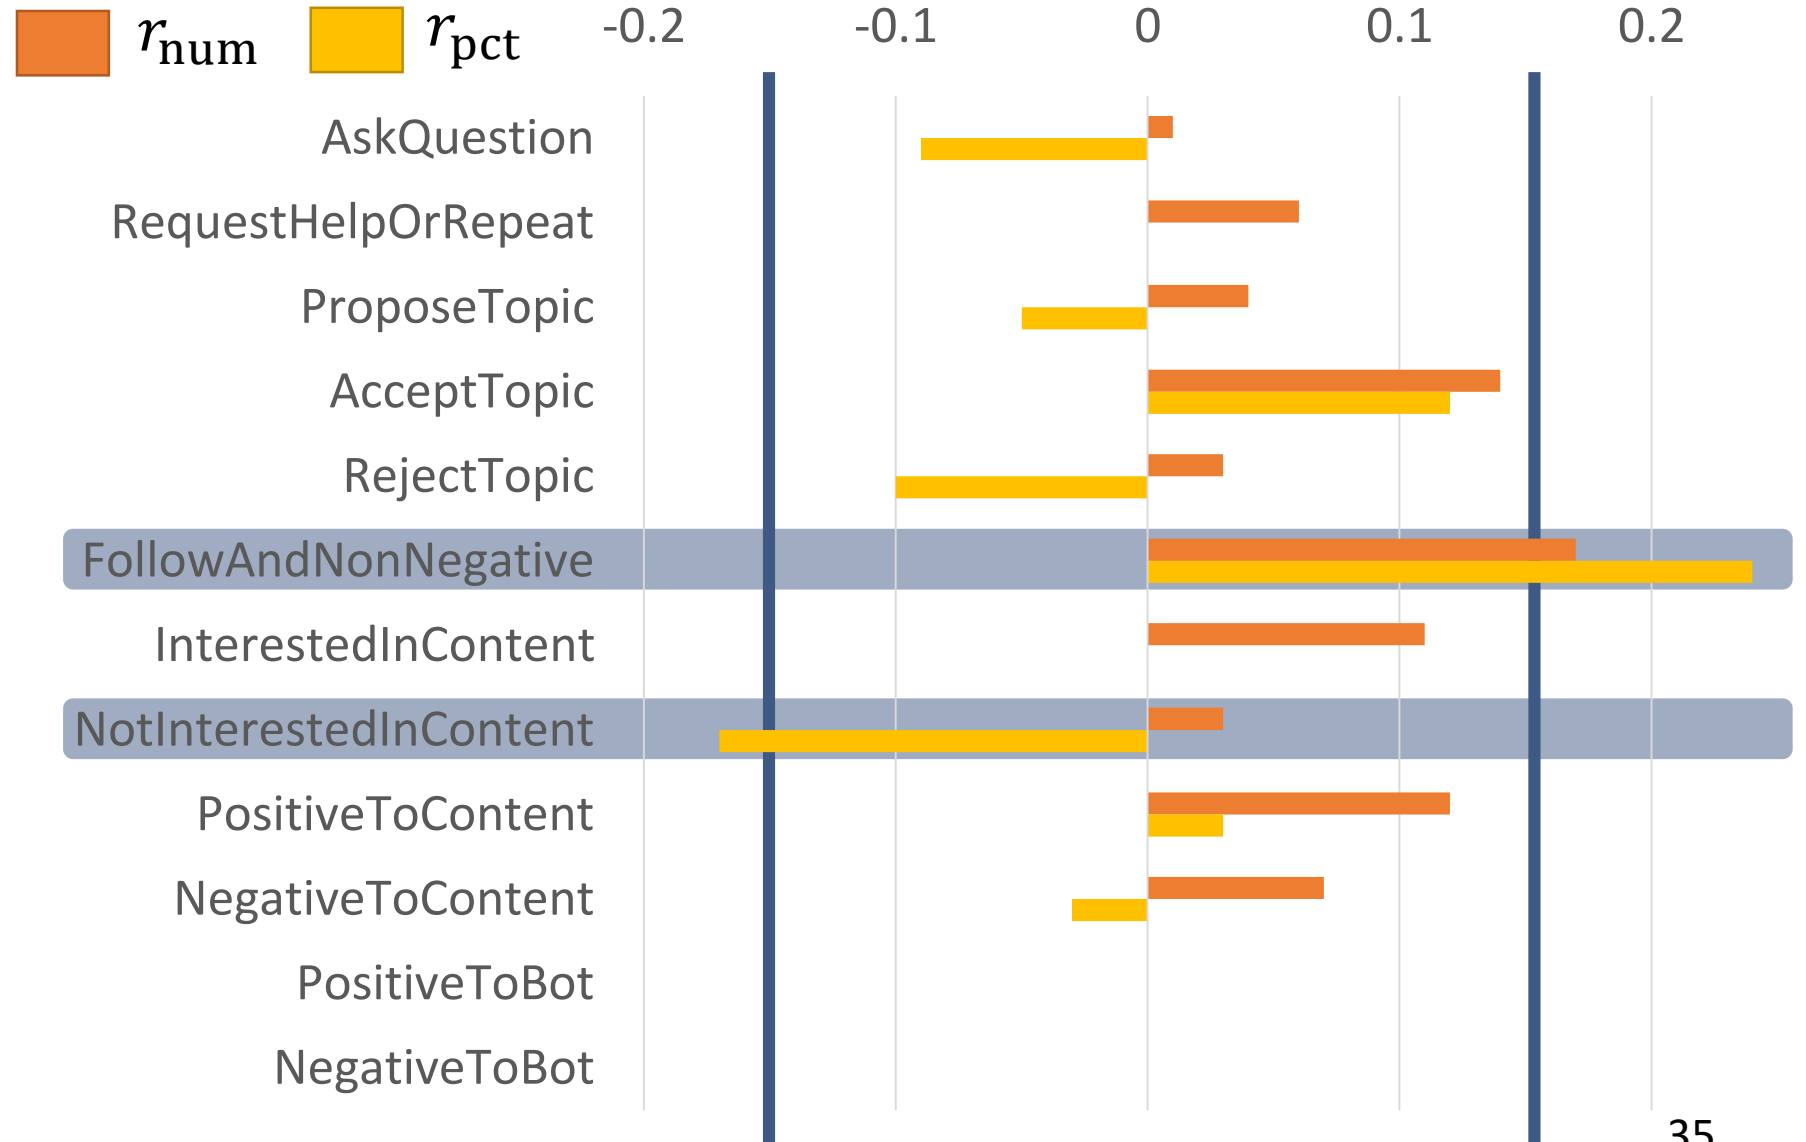 r_num r_pct -0.2 -0.1 0 0.1 0.2
AskQuestion
RequestHelpOrRepeat
ProposeTopic
AcceptTopic
RejectTopic
FollowAndNonNegative
InterestedInContent
NotInterestedInContent
PositiveToContent
NegativeToContent
PositiveToBot
NegativeToBot
35